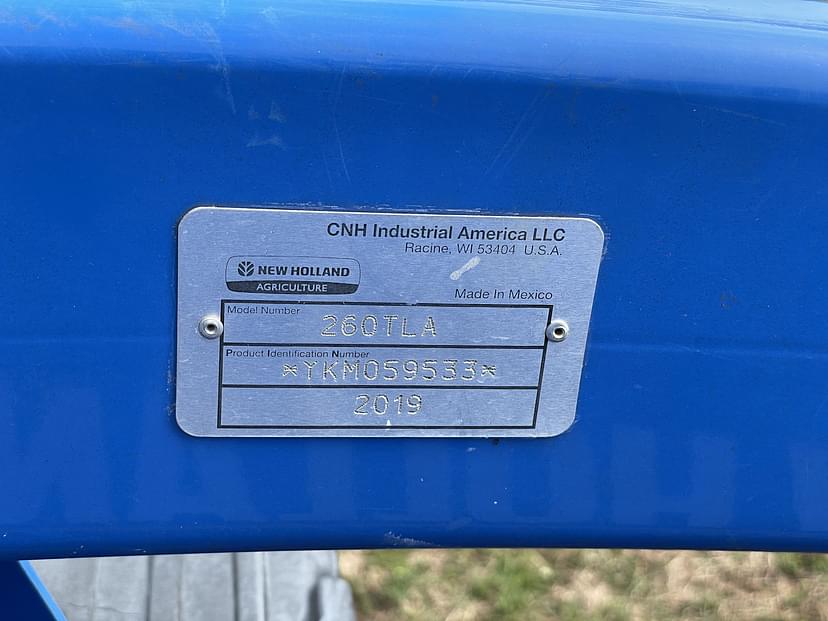 CNH Industrial America LLC
Racine, WI 53404 U.S.A.
NEW HOLLAND
AGRICULTURE
Made In Mexico
Model Number
260TLA
Product Identification Number
*YKM059533*
2019